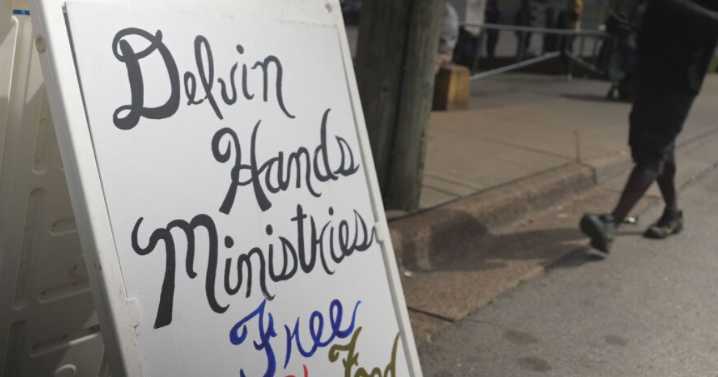 Delvin
Hands
Ministries
Free
Food